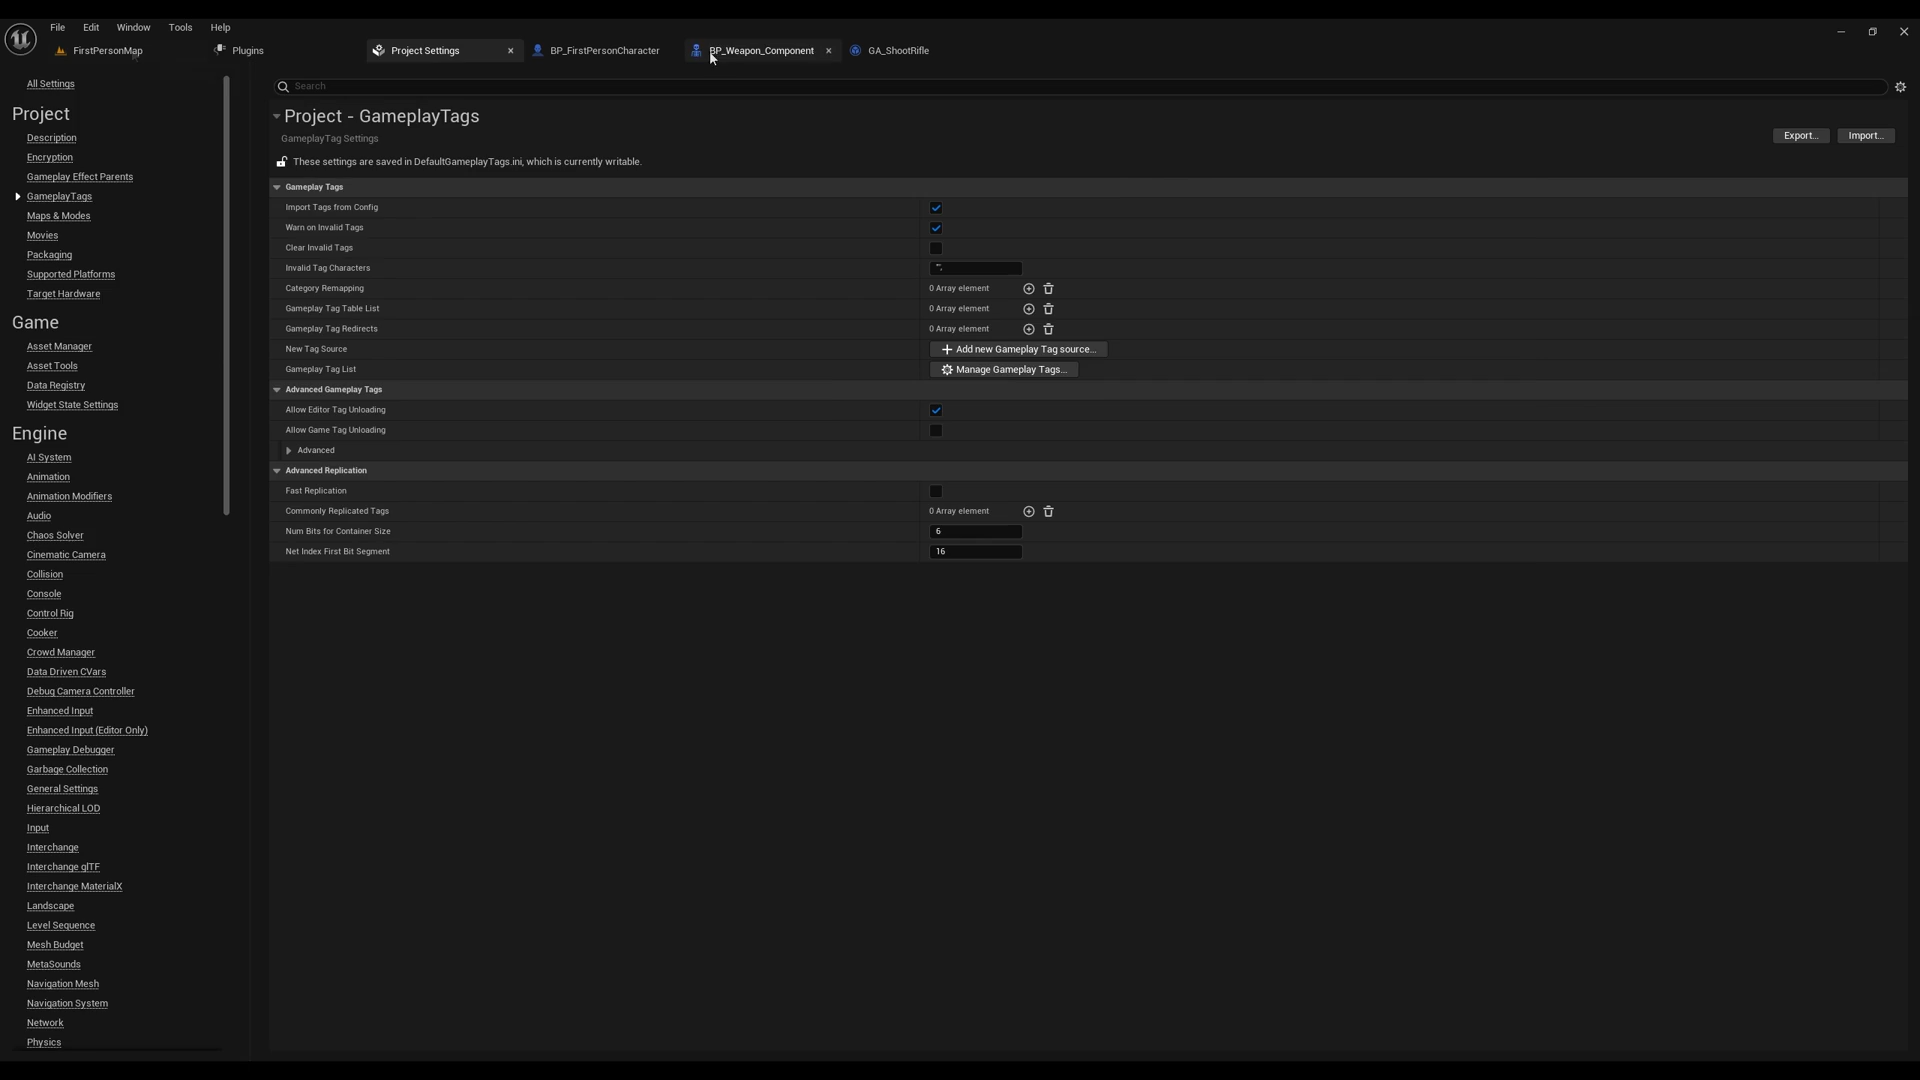 File Edit Window Tools Help
FirstPersonMap Plugins Project Settings BP_FirstPersonCharacter BP_Weapon_Component GA_ShootRifle
All Settings
Project
Description
Encryption
Gameplay Effect Parents
GameplayTags
Maps & Modes
Movies
Packaging
Supported Platforms
Target Hardware
Game
Asset Manager
Asset Tools
Data Registry
Widget State Settings
Engine
AI System
Animation
Animation Modifiers
Audio
Chaos Solver
Cinematic Camera
Collision
Console
Control Rig
Cooker
Crowd Manager
Data Driven CVars
Debug Camera Controller
Enhanced Input
Enhanced Input (Editor Only)
Gameplay Debugger
Garbage Collection
General Settings
Hierarchical LOD
Input
Interchange
Interchange glTF
Interchange MaterialX
Landscape
Level Sequence
Mesh Budget
MetaSounds
Navigation Mesh
Navigation System
Network
Physics
Search
Project - GameplayTags
GameplayTag Settings
Export... Import...
These settings are saved in DefaultGameplayTags.ini, which is currently writable.
Gameplay Tags
Import Tags from Config
Warn on Invalid Tags
Clear Invalid Tags
Invalid Tag Characters
Category Remapping 0 Array element
Gameplay Tag Table List 0 Array element
Gameplay Tag Redirects 0 Array element
New Tag Source Add new Gameplay Tag source...
Gameplay Tag List Manage Gameplay Tags...
Advanced Gameplay Tags
Allow Editor Tag Unloading
Allow Game Tag Unloading
Advanced
Advanced Replication
Fast Replication
Commonly Replicated Tags 0 Array element
Num Bits for Container Size 6
Net Index First Bit Segment 16